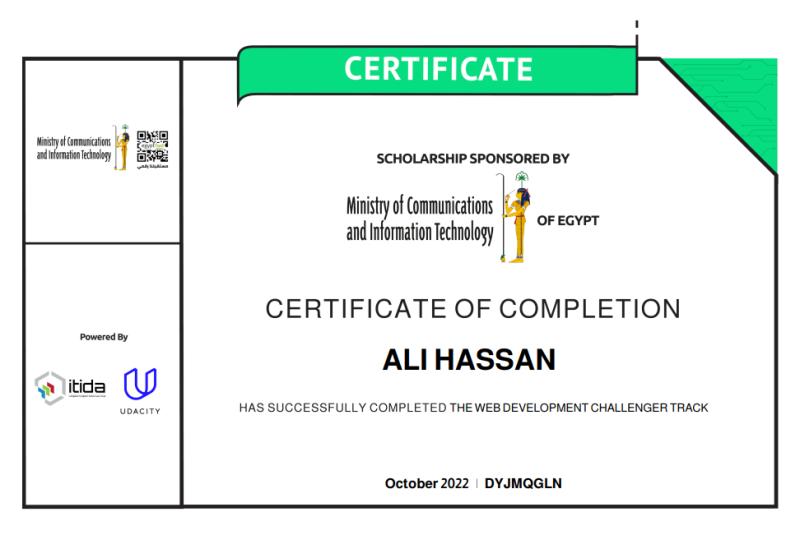 CERTIFICATE
Ministry of Communications
and Information Technology
مستقبلنا رقمي
SCHOLARSHIP SPONSORED BY
Ministry of Communications
and Information Technology
OF EGYPT
CERTIFICATE OF COMPLETION
ALI HASSAN
HAS SUCCESSFULLY COMPLETED THE WEB DEVELOPMENT CHALLENGER TRACK
October 2022 | DYJMQGLN
Powered By
itida
UDACITY